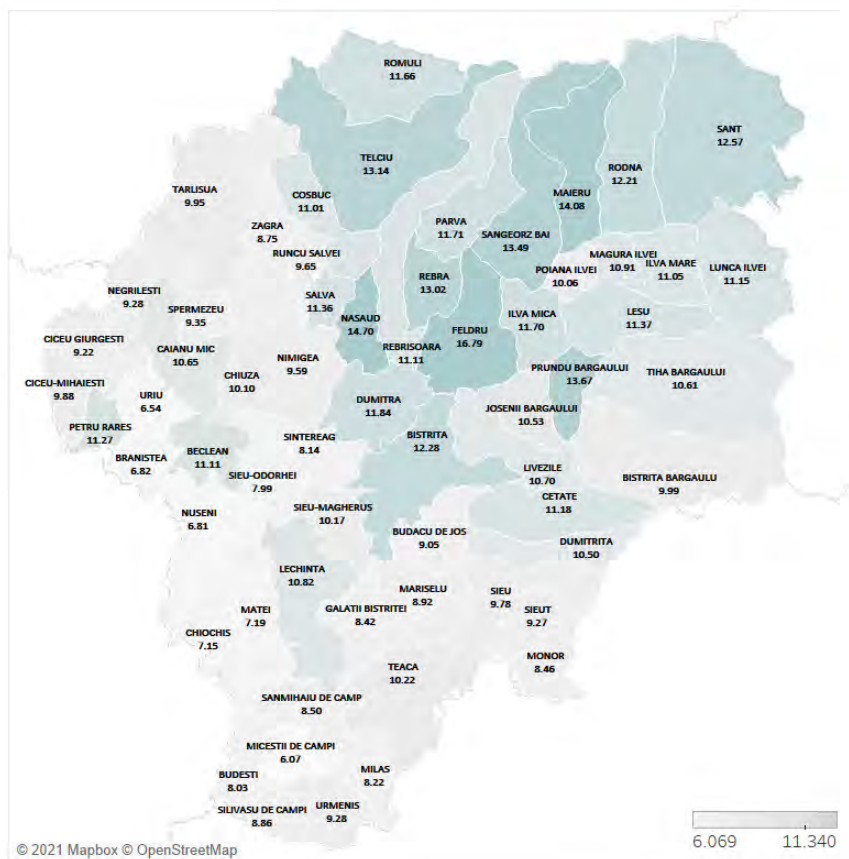 ROMULI
11.66
SANT
12.57
TELCIU
13.14
RODNA
12.21
TARLISUA
9.95
COSBUC
11.01
MAIERU
14.08
ZAGRA
8.75
PARVA
11.71
SANGEORZ BAI
13.49
RUNCU SALVEI
9.65
MAGURA ILVEI
10.91
ILVA MARE
11.05
LUNCA ILVEI
11.15
POIANA ILVEI
10.06
REBRA
13.02
NEGRILESTI
9.28
SALVA
11.36
SPERMEZEU
9.35
NASAUD
14.70
FELDRU
16.79
ILVA MICA
11.70
LESU
11.37
CICEU GIURGESTI
9.22
CAIANU MIC
10.65
REBRISOARA
11.11
NIMIGEA
9.59
PRUNDU BARGAULUI
13.67
TIHA BARGAULUI
10.61
CICEU-MIHAIESTI
9.88
CHIUZA
10.10
URIU
6.54
DUMITRA
11.84
JOSENII BARGAULUI
10.53
PETRU RARES
11.27
SINTEREAG
8.14
BISTRITA
12.28
BRANISTEA
6.82
BECLEAN
11.11
SIEU-ODORHEI
7.99
LIVEZILE
10.70
BISTRITA BARGAULU
9.99
CETATE
11.18
NUSENI
6.81
SIEU-MAGHERUS
10.17
BUDACU DE JOS
9.05
DUMITRITA
10.50
LECHINTA
10.82
MARISELU
8.92
SIEU
9.78
MATEI
7.19
GALATII BISTRITEI
8.42
SIEUT
9.27
CHIOCHIS
7.15
MONOR
8.46
TEACA
10.22
SANMIHAIU DE CAMP
8.50
MICESTII DE CAMPI
6.07
BUDESTI
8.03
MILAS
8.22
SILIVASU DE CAMPI
8.86
URMENIS
9.28
6.069 11.340
© 2021 Mapbox © OpenStreetMap